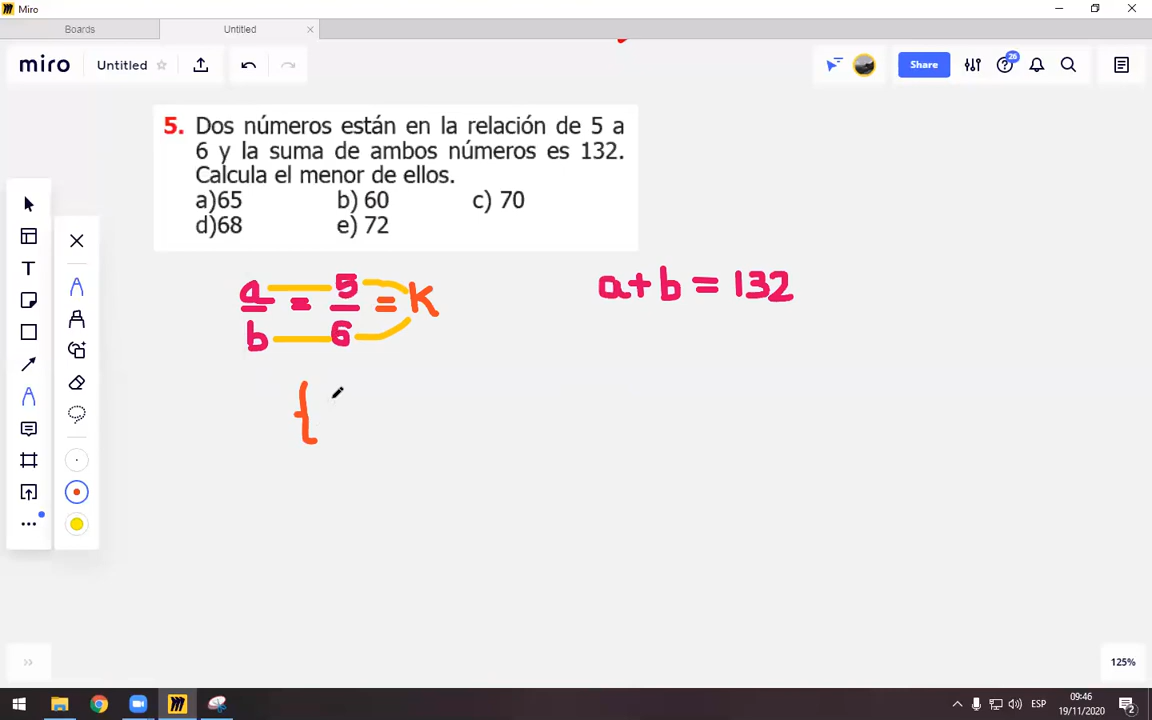 Miro
Boards
Untitled
miro
Untitled
26
Share
5. Dos números están en la relación de 5 a
6 y la suma de ambos números es 132.
Calcula el menor de ellos.
a)65 b) 60 c) 70
d)68 e) 72
a/b = 5/6 = K
a+b = 132
{
T
125%
ESP
09:46
19/11/2020
2